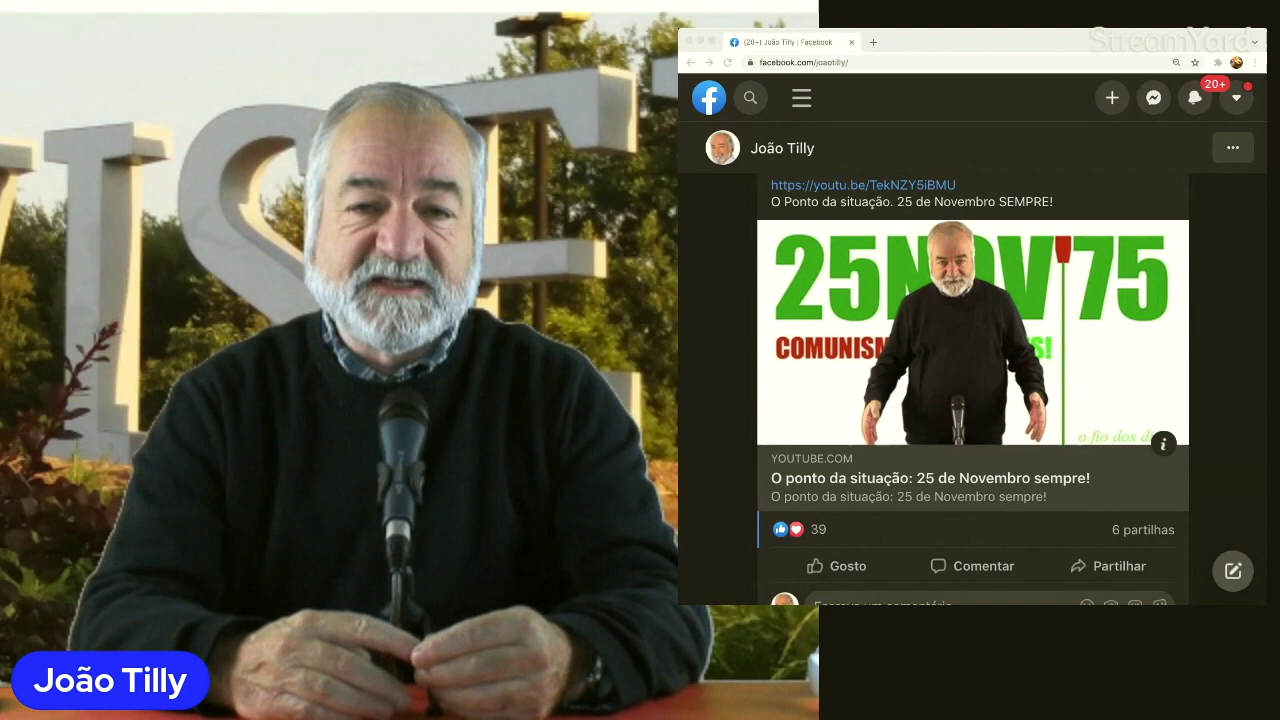 StreamYard
(20+) João Tilly | Facebook
facebook.com/joaotilly/
20+
João Tilly
https://youtu.be/TekNZY5iBMU
O Ponto da situação. 25 de Novembro SEMPRE!
25NOV'75
YOUTUBE.COM
O ponto da situação: 25 de Novembro sempre!
O ponto da situação: 25 de Novembro sempre!
39 6 partilhas
Gosto Comentar Partilhar
João Tilly